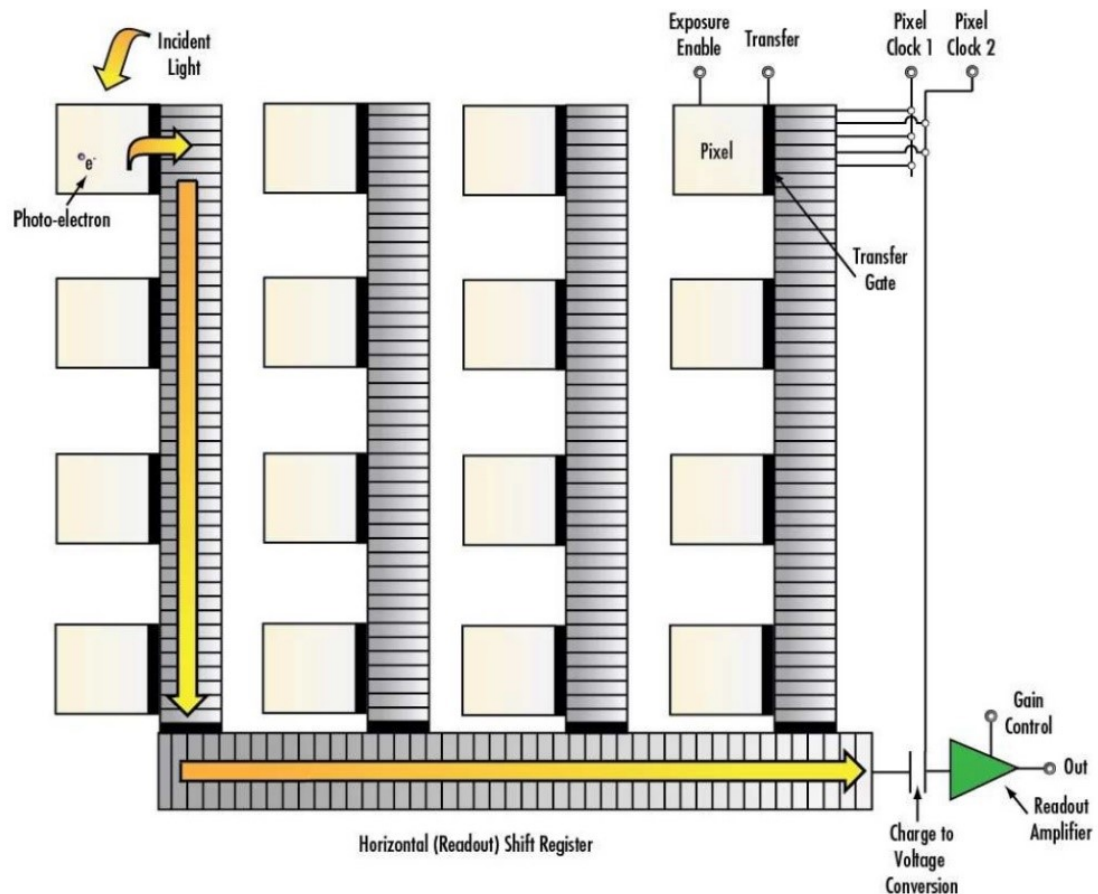 Incident
Light
Exposure
Enable
Transfer
Pixel
Clock 1
Pixel
Clock 2
e-
Photo-electron
Pixel
Transfer
Gate
Gain
Control
Out
Readout
Amplifier
Charge to
Voltage
Conversion
Horizontal (Readout) Shift Register